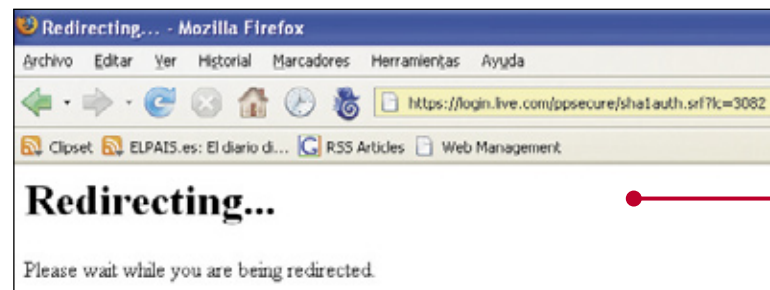 Redirecting... - Mozilla Firefox
Archivo Editar Ver Historial Marcadores Herramientas Ayuda
https://login.live.com/ppsecure/sha1auth.srf?lc=3082
Clipset ELPAIS.es: El diario di... RSS Articles Web Management
Redirecting...
Please wait while you are being redirected.